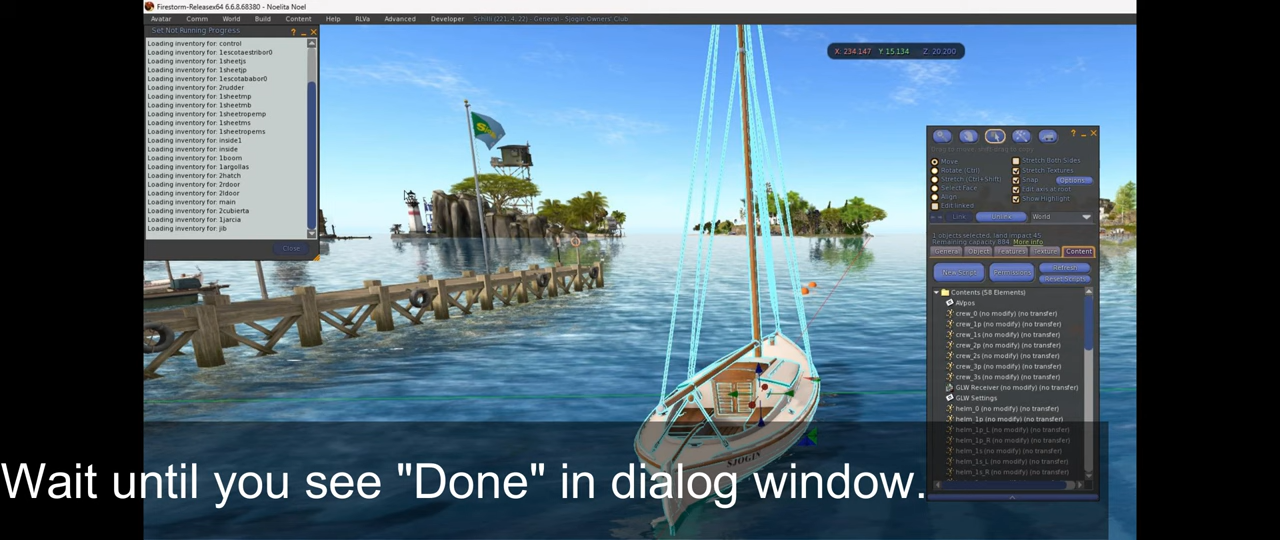 Firestorm-Releasex64 6.6.8.68380 - Noelita Noel
Avatar Comm World Build Content Help RLVa Advanced Developer Schilli (221, 4, 22) - General - Sjogin Owners' Club
Set Not Running Progress
Loading inventory for: control
Loading inventory for: 1escotaestribor0
Loading inventory for: 1sheetjs
Loading inventory for: 1sheetjp
Loading inventory for: 1escotababor0
Loading inventory for: 2rudder
Loading inventory for: 1sheetmp
Loading inventory for: 1sheetmb
Loading inventory for: 1sheetropemp
Loading inventory for: 1sheetms
Loading inventory for: 1sheetropems
Loading inventory for: inside1
Loading inventory for: inside
Loading inventory for: 1boom
Loading inventory for: 1argollas
Loading inventory for: 2hatch
Loading inventory for: 2rdoor
Loading inventory for: 2ldoor
Loading inventory for: main
Loading inventory for: 2cubierta
Loading inventory for: 1jarcia
Loading inventory for: jib
Close
X: 234.147 Y: 15.134 Z: 20.200
Move
Rotate (Ctrl)
Stretch (Ctrl+Shift)
Select Face
Align
Edit linked
Stretch Both Sides
Stretch Textures
Snap
Options...
Edit axis at root
Show Highlight
Link
Unlink
World
1 objects selected, land impact 45
Remaining capacity 884. More info
General Object Features Texture Content
New Script
Permissions
Refresh
Reset Scripts
Contents (58 Elements)
AVpos
crew_0 (no modify) (no transfer)
crew_1p (no modify) (no transfer)
crew_1s (no modify) (no transfer)
crew_2p (no modify) (no transfer)
crew_2s (no modify) (no transfer)
crew_3p (no modify) (no transfer)
crew_3s (no modify) (no transfer)
GLW Receiver (no modify) (no transfer)
GLW Settings
helm_0 (no modify) (no transfer)
helm_1p (no modify) (no transfer)
helm_1p_L (no modify) (no transfer)
helm_1p_R (no modify) (no transfer)
helm_1s (no modify) (no transfer)
helm_1s_L (no modify) (no transfer)
helm_1s_R (no modify) (no transfer)
SJOGIN
Wait until you see "Done" in dialog window.